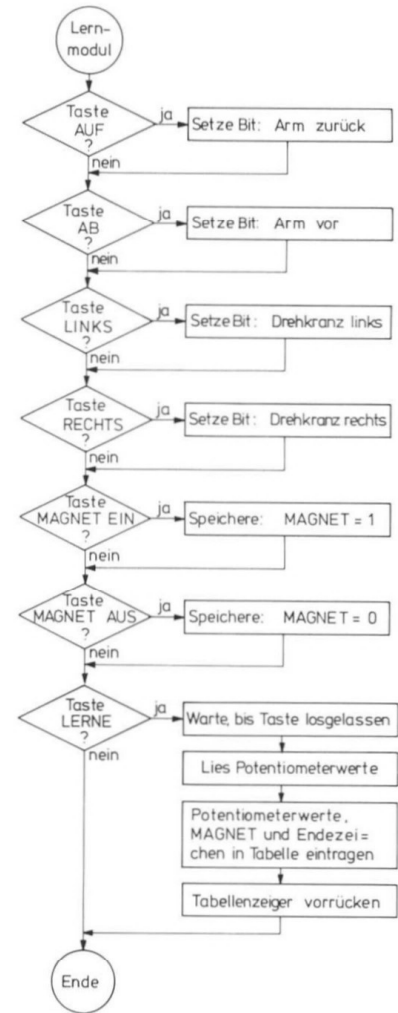 Lern-
modul
Taste
AUF
?
ja
Setze Bit: Arm zurück
nein
Taste
AB
?
ja
Setze Bit: Arm vor
nein
Taste
LINKS
?
ja
Setze Bit: Drehkranz links
nein
Taste
RECHTS
?
ja
Setze Bit: Drehkranz rechts
nein
Taste
MAGNET EIN
?
ja
Speichere: MAGNET = 1
nein
Taste
MAGNET AUS
?
ja
Speichere: MAGNET = 0
nein
Taste
LERNE
?
ja
Warte, bis Taste losgelassen
nein
Lies Potentiometerwerte
Potentiometerwerte,
MAGNET und Endezei=
chen in Tabelle eintragen
Tabellenzeiger vorrücken
Ende